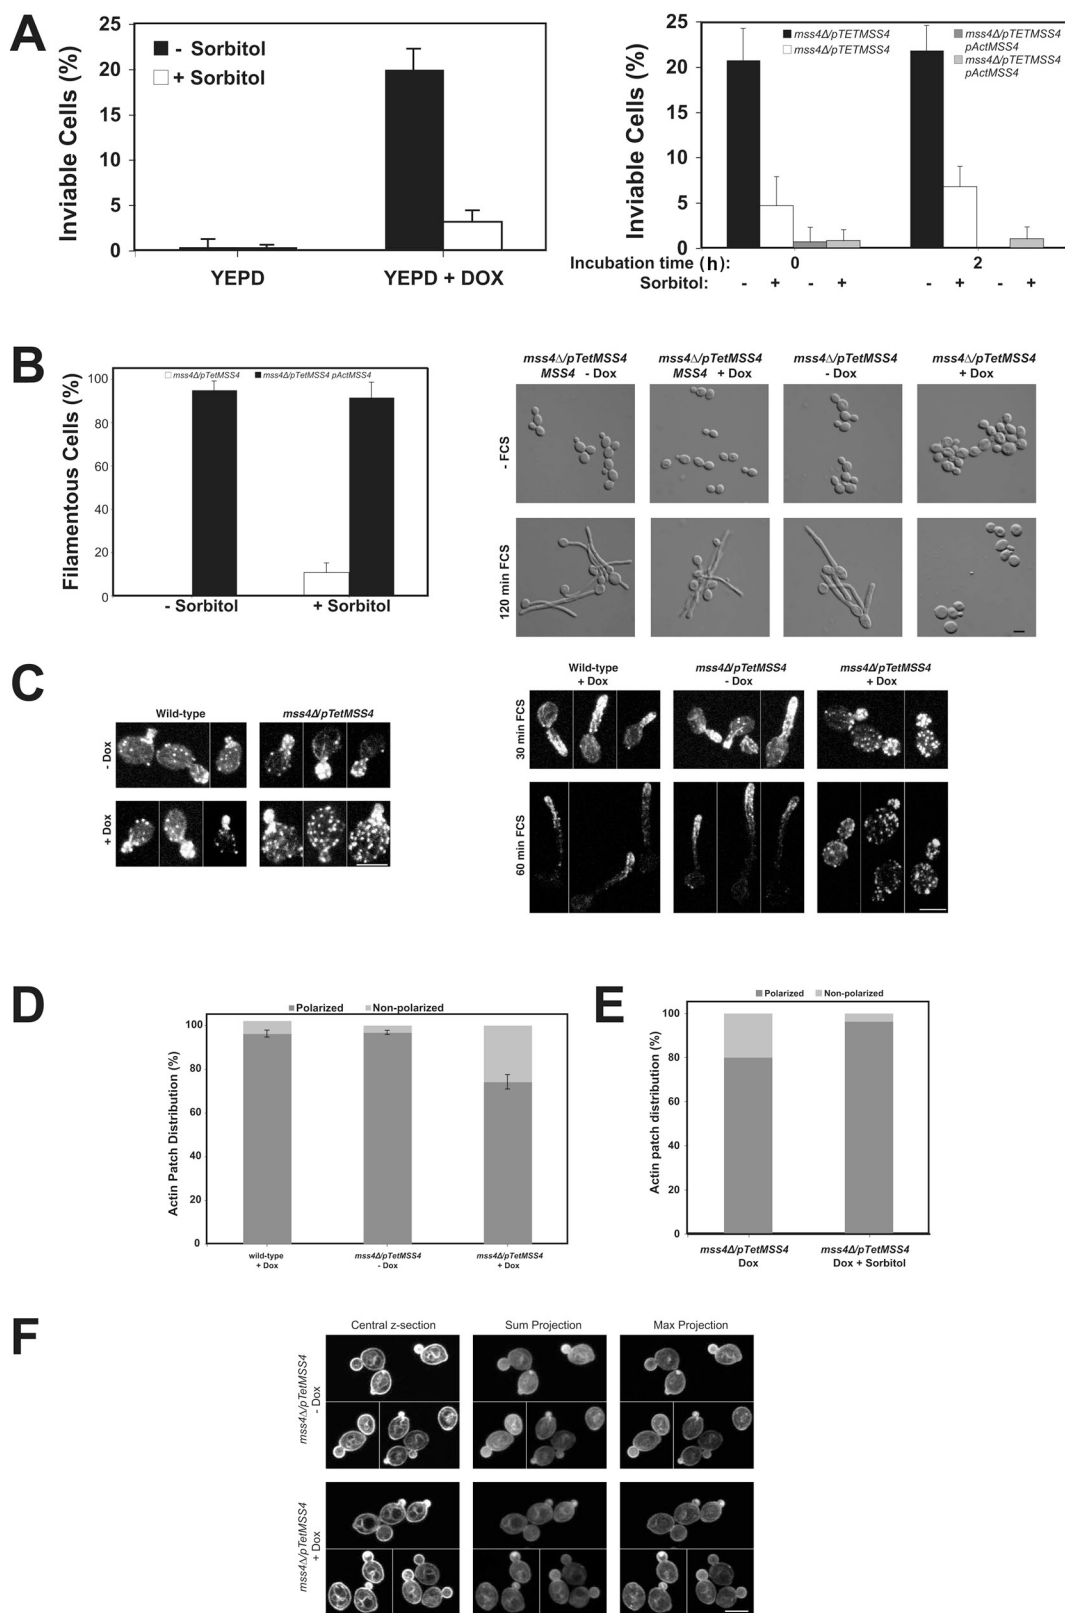 A
Inviable Cells (%)
25
20
15
10
5
0
- Sorbitol
+ Sorbitol
YEPD
YEPD + DOX
Inviable Cells (%)
25
20
15
10
5
0
mss4Δ/pTETMSS4
mss4Δ/pTETMSS4
mss4Δ/pTETMSS4
pActMSS4
mss4Δ/pTETMSS4
pActMSS4
Incubation time (h):
0
2
Sorbitol:
- + - + - + - +
B
Filamentous Cells (%)
100
80
60
40
20
0
mss4Δ/pTetMSS4
mss4Δ/pTetMSS4 pActMSS4
- Sorbitol
+ Sorbitol
mss4Δ/pTetMSS4
MSS4 - Dox
mss4Δ/pTetMSS4
MSS4 + Dox
mss4Δ/pTetMSS4
- Dox
mss4Δ/pTetMSS4
+ Dox
- FCS
120 min FCS
C
Wild-type
mss4Δ/pTetMSS4
- Dox
+ Dox
Wild-type
+ Dox
mss4Δ/pTetMSS4
- Dox
mss4Δ/pTetMSS4
+ Dox
30 min FCS
60 min FCS
D
Polarized
Non-polarized
Actin Patch Distribution (%)
100
80
60
40
20
0
wild-type
+ Dox
mss4Δ/pTetMSS4
- Dox
mss4Δ/pTetMSS4
+ Dox
E
Polarized
Non-polarized
Actin patch distribution (%)
100
80
60
40
20
0
mss4Δ/pTetMSS4
Dox
mss4Δ/pTetMSS4
Dox + Sorbitol
F
Central z-section
Sum Projection
Max Projection
mss4Δ/pTetMSS4
- Dox
mss4Δ/pTetMSS4
+ Dox